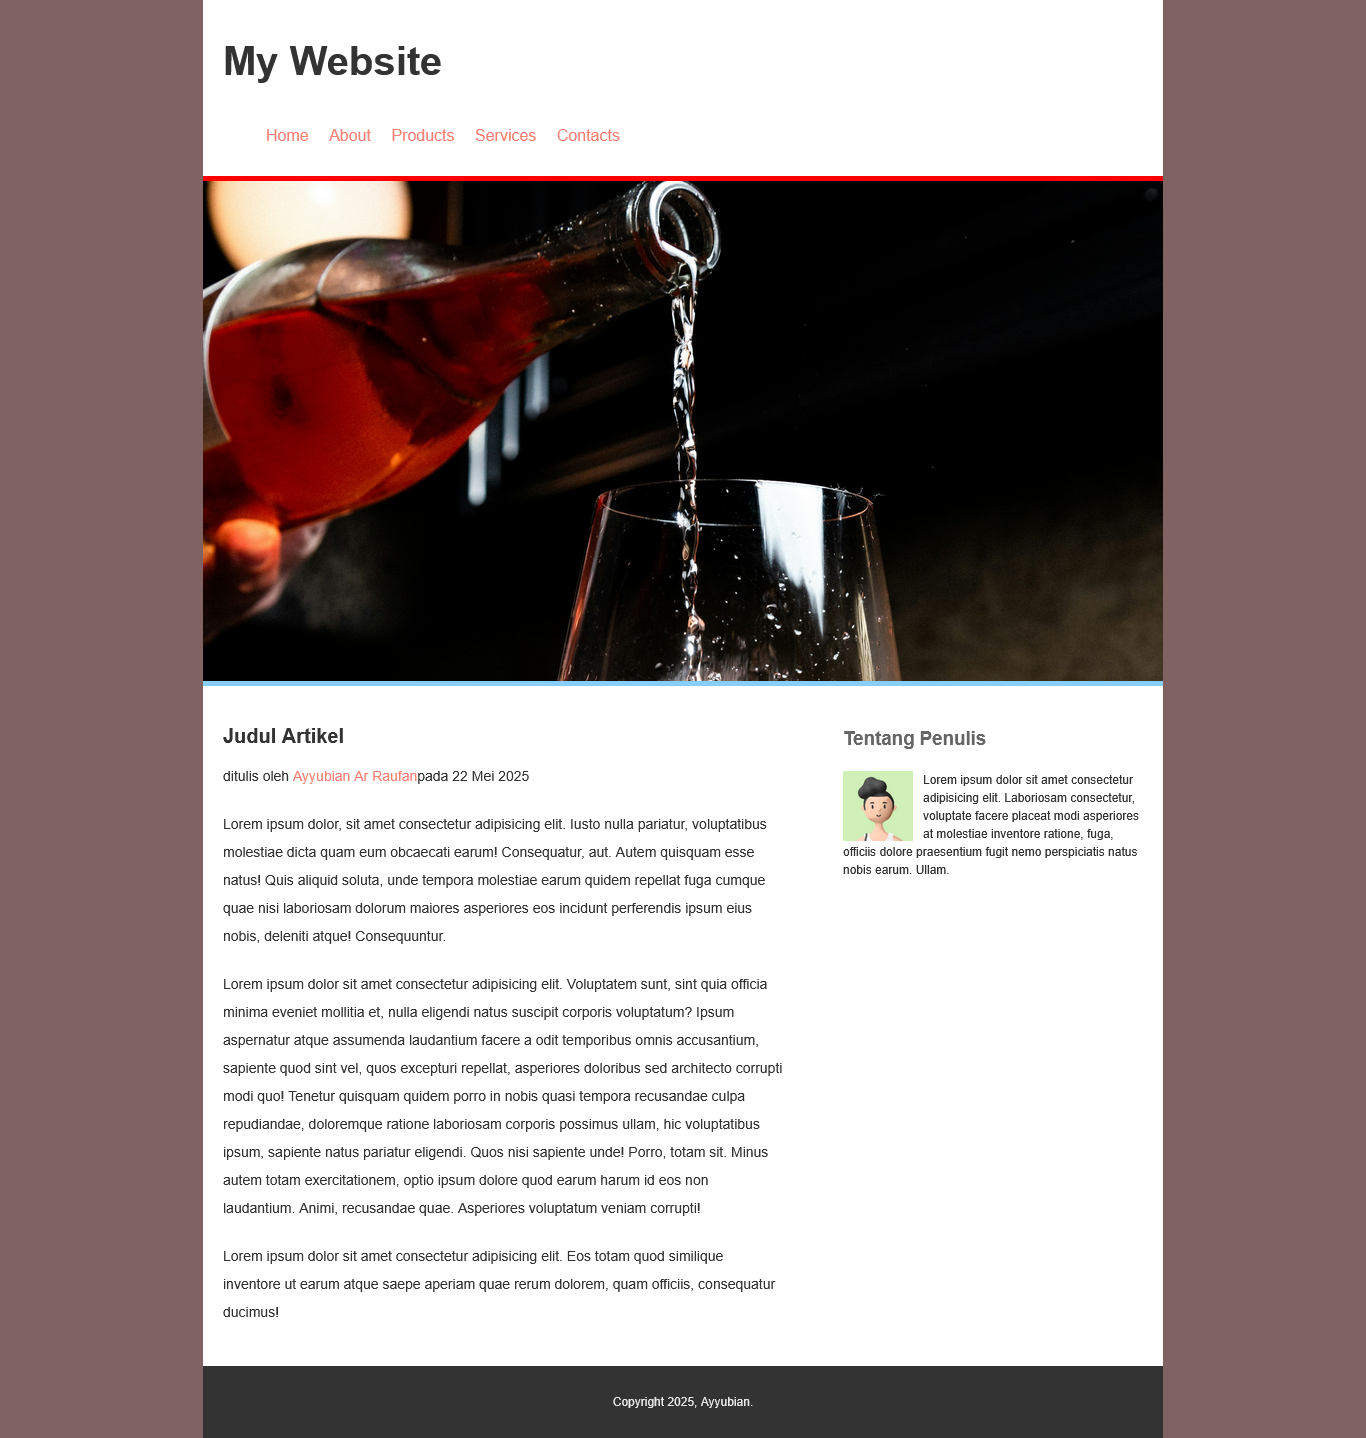 My Website
Home About Products Services Contacts
Judul Artikel
ditulis oleh Ayyubian Ar Raufanpada 22 Mei 2025
Lorem ipsum dolor, sit amet consectetur adipisicing elit. Iusto nulla pariatur, voluptatibus
molestiae dicta quam eum obcaecati earum! Consequatur, aut. Autem quisquam esse
natus! Quis aliquid soluta, unde tempora molestiae earum quidem repellat fuga cumque
quae nisi laboriosam dolorum maiores asperiores eos incidunt perferendis ipsum eius
nobis, deleniti atque! Consequuntur.
Lorem ipsum dolor sit amet consectetur adipisicing elit. Voluptatem sunt, sint quia officia
minima eveniet mollitia et, nulla eligendi natus suscipit corporis voluptatum? Ipsum
aspernatur atque assumenda laudantium facere a odit temporibus omnis accusantium,
sapiente quod sint vel, quos excepturi repellat, asperiores doloribus sed architecto corrupti
modi quo! Tenetur quisquam quidem porro in nobis quasi tempora recusandae culpa
repudiandae, doloremque ratione laboriosam corporis possimus ullam, hic voluptatibus
ipsum, sapiente natus pariatur eligendi. Quos nisi sapiente unde! Porro, totam sit. Minus
autem totam exercitationem, optio ipsum dolore quod earum harum id eos non
laudantium. Animi, recusandae quae. Asperiores voluptatum veniam corrupti!
Lorem ipsum dolor sit amet consectetur adipisicing elit. Eos totam quod similique
inventore ut earum atque saepe aperiam quae rerum dolorem, quam officiis, consequatur
ducimus!
Tentang Penulis
Lorem ipsum dolor sit amet consectetur
adipisicing elit. Laboriosam consectetur,
voluptate facere placeat modi asperiores
at molestiae inventore ratione, fuga,
officiis dolore praesentium fugit nemo perspiciatis natus
nobis earum. Ullam.
Copyright 2025, Ayyubian.